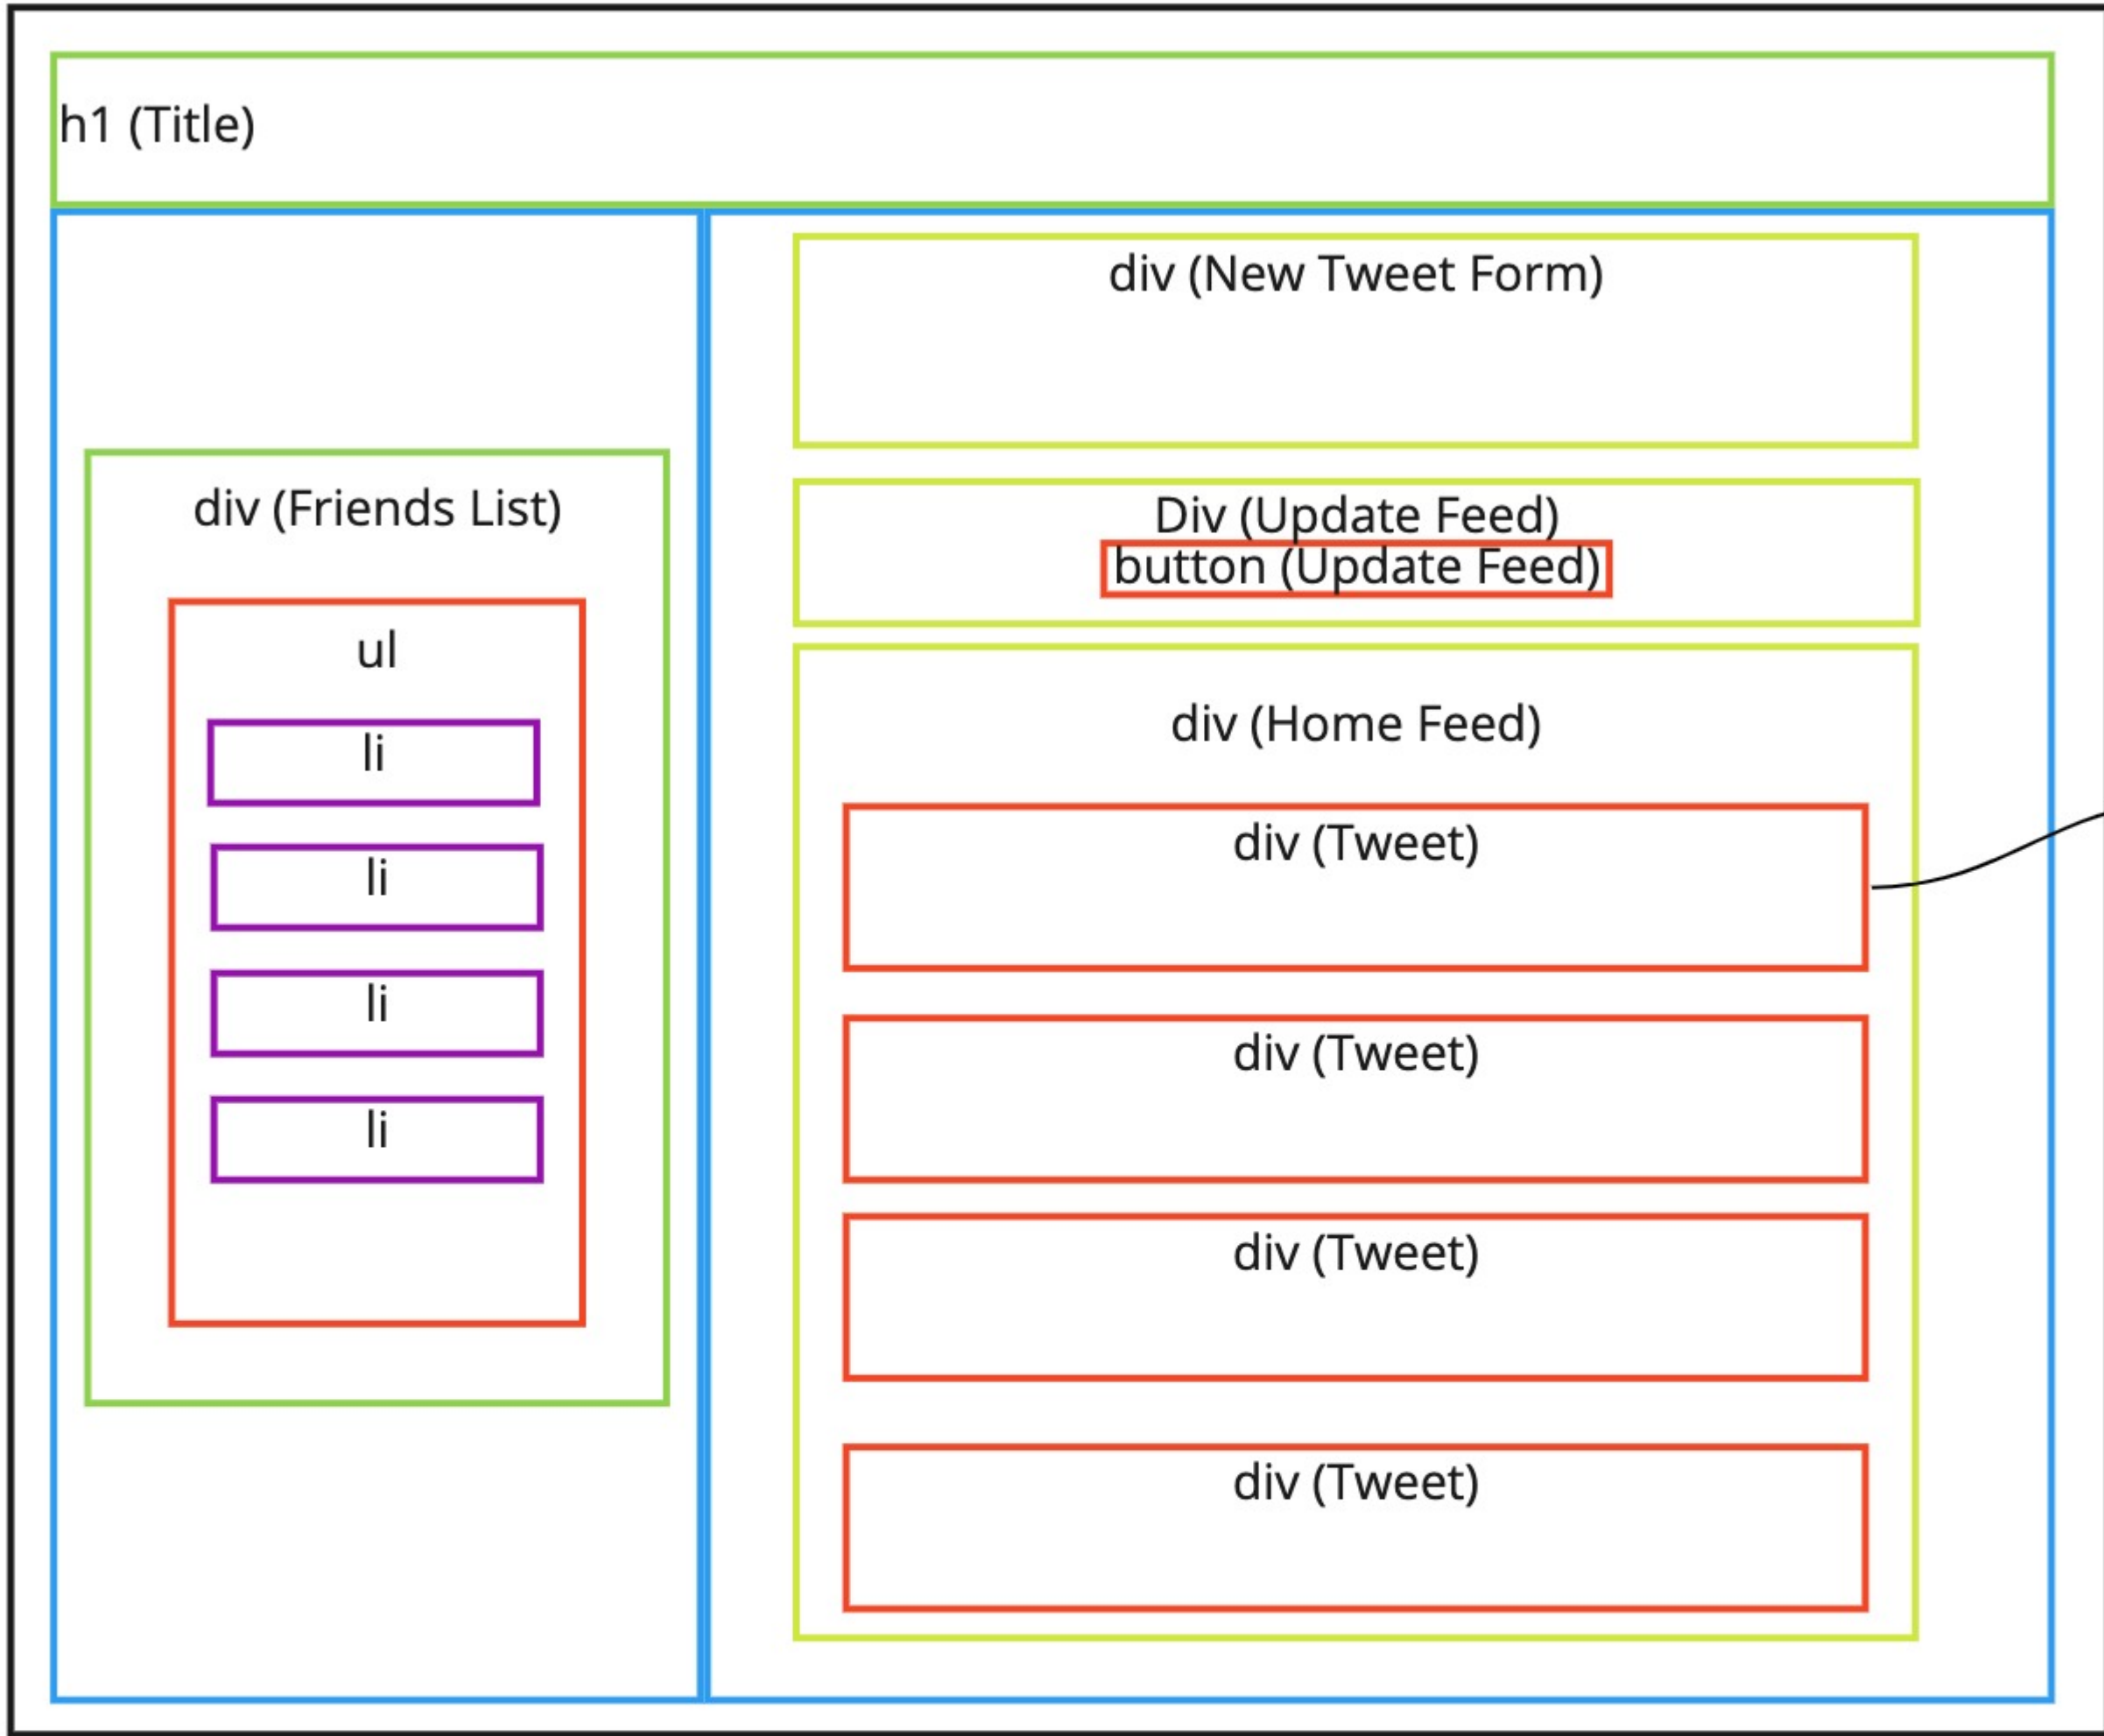 h1 (Title)
div (Friends List)
ul
li
li
li
li
div (New Tweet Form)
Div (Update Feed)
button (Update Feed)
div (Home Feed)
div (Tweet)
div (Tweet)
div (Tweet)
div (Tweet)